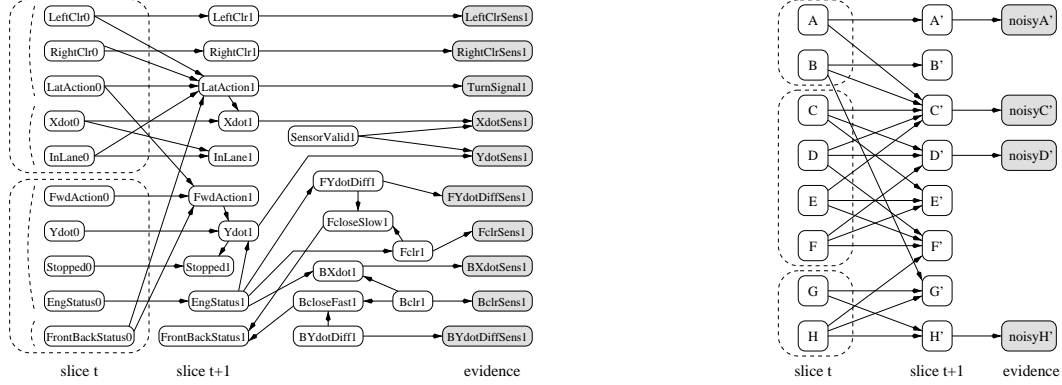 LeftClr0 LeftClr1 LeftClrSens1
RightClr0 RightClr1 RightClrSens1
LatAction0 LatAction1 TurnSignal1
Xdot0 Xdot1 XdotSens1
SensorValid1
InLane0 InLane1 YdotSens1
FwdAction0 FwdAction1 FYdotDiff1 FYdotDiffSens1
FcloseSlow1
Ydot0 Ydot1 FclrSens1
Fclr1
Stopped0 Stopped1 BXdot1 BXdotSens1
EngStatus0 EngStatus1 BcloseFast1 Bclr1 BclrSens1
FrontBackStatus0 FrontBackStatus1 BYdotDiff1 BYdotDiffSens1
slice t slice t+1 evidence
A A' noisyA'
B B'
C C' noisyC'
D D' noisyD'
E E'
F F'
G G'
H H' noisyH'
slice t slice t+1 evidence